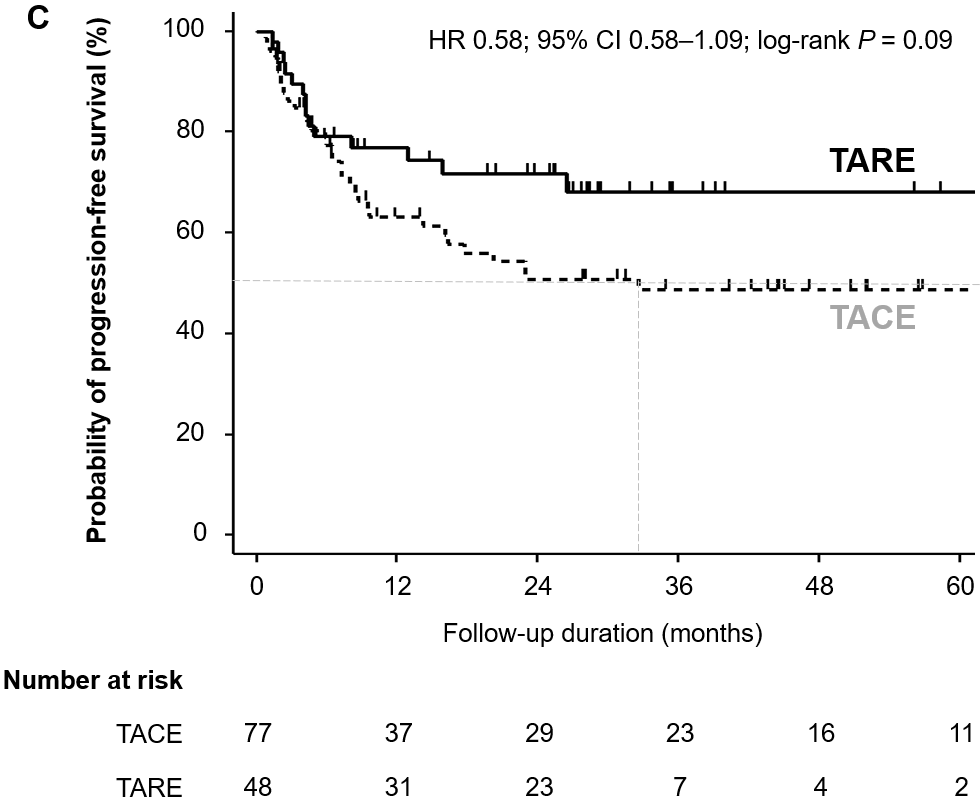 C
HR 0.58; 95% CI 0.58–1.09; log-rank P = 0.09
Probability of progression-free survival (%)
100
80
60
40
20
0
TARE
TACE
0 12 24 36 48 60
Follow-up duration (months)
Number at risk
TACE 77 37 29 23 16 11
TARE 48 31 23 7 4 2